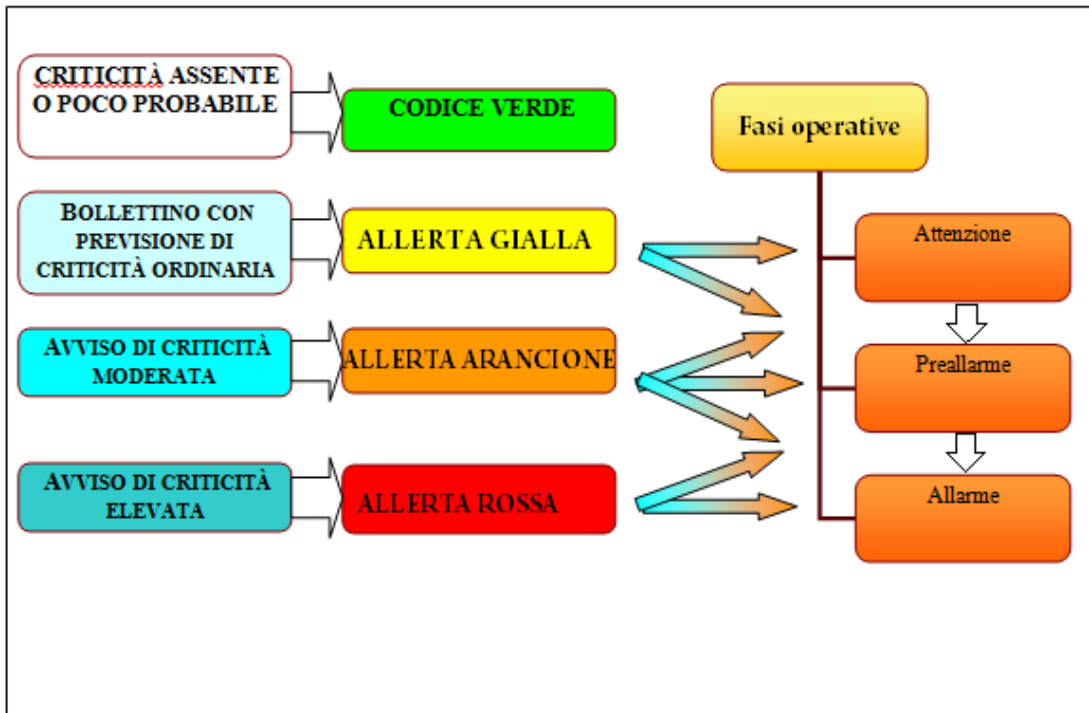 CRITICITÀ ASSENTE
O POCO PROBABILE
CODICE VERDE
BOLLETTINO CON
PREVISIONE DI
CRITICITÀ ORDINARIA
ALLERTA GIALLA
AVVISO DI CRITICITÀ
MODERATA
ALLERTA ARANCIONE
AVVISO DI CRITICITÀ
ELEVATA
ALLERTA ROSSA
Fasi operative
Attenzione
Preallarme
Allarme